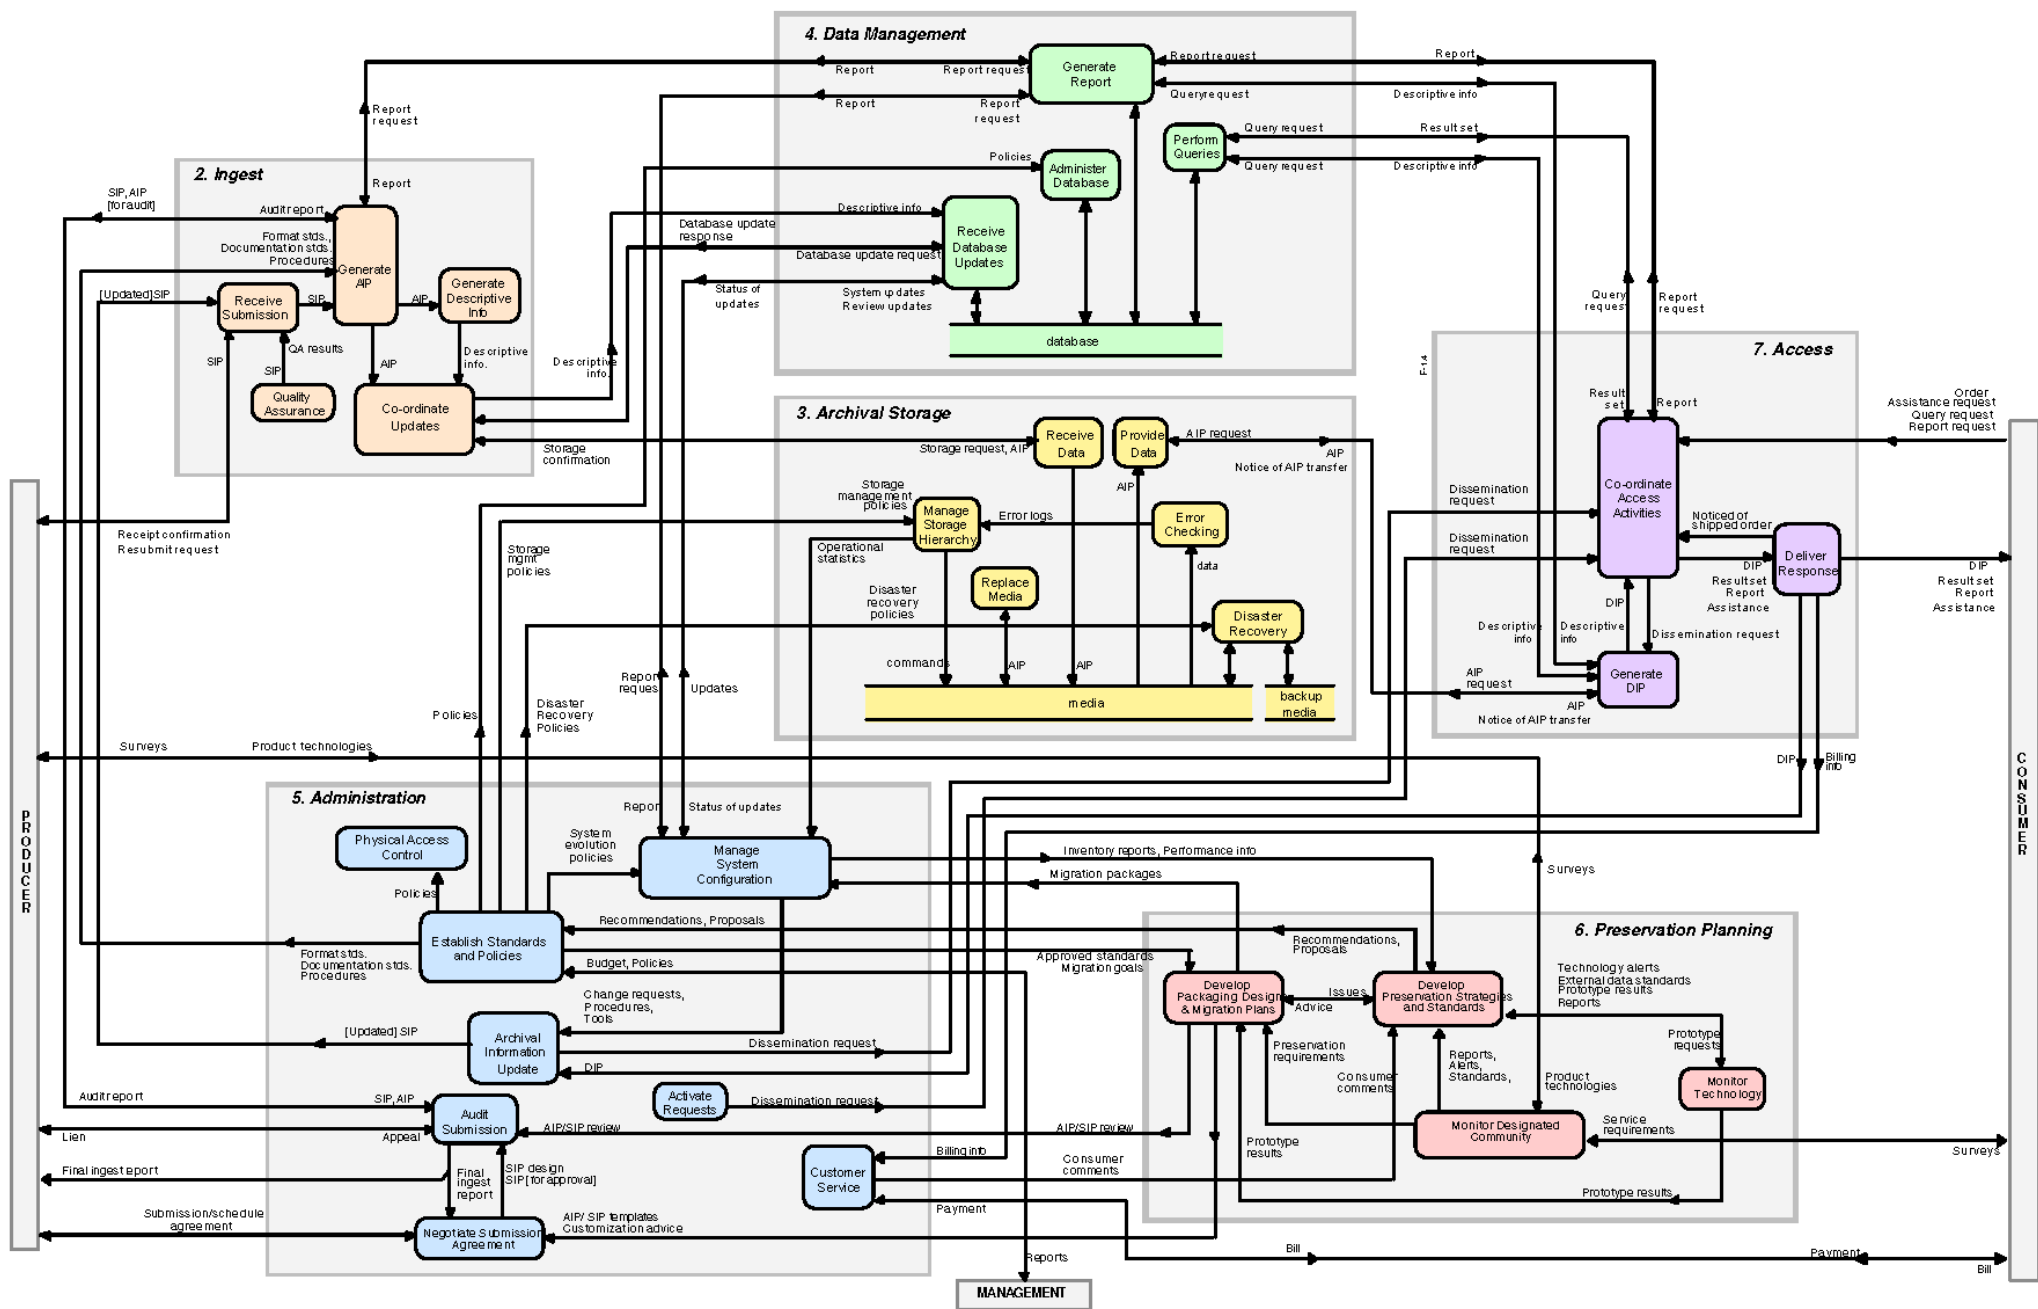 4. Data Management
Generate
Report
Report
Report request
Report request
Report
Report
Report
request
Queryrequest
Descriptive info
Report
request
Perform
Queries
Query request
Result set
Query request
Descriptive info
Policies
Administer
Database
2. Ingest
Report
SIP, AIP
[foraudit]
Auditreport
Format stds.,
Documentation stds.
Procedures
Generate
AIP
Descriptive info
Database update
response
Database update request
Receive
Database
Updates
Status of
updates
System updates
Review updates
[Updated]SIP
Receive
Submission
SIP
AIP
Generate
Descriptive
Info
database
Query
request
Report
request
SIP
QA results
SIP
AIP
Descriptive
info.
Descriptive
info.
Quality
Assurance
Co-ordinate
Updates
F-1.4
7. Access
Result
set
Report
Order
Assistance request
Query request
Report request
3. Archival Storage
Receive
Data
Provide
Data
AIP request
Storage request, AIP
AIP
Notice of AIP transfer
Storage
confirmation
AIP
Storage
management
policies
Manage
Storage
Hierarchy
Error logs
Error
Checking
Co-ordinate
Access
Activities
Dissemination
request
Noticed of
shipped order
Receipt confirmation
Resubmit request
Storage
mgmt
policies
Operational
statistics
data
Dissemination
request
Deliver
Response
DIP
Result set
Report
Assistance
DIP
Result set
Report
Assistance
Replace
Media
Disaster
recovery
policies
Disaster
Recovery
DIP
Descriptive
info
Descriptive
info
Dissemination request
commands
AIP
AIP
media
backup
media
Generate
DIP
AIP
request
AIP
Notice of AIP transfer
Report
reques
Updates
Policies
Disaster
Recovery
Policies
Surveys
Product technologies
DIP
Billing
info
PRODUCER
CONSUMER
5. Administration
Report
Status of updates
Physical Access
Control
System
evolution
policies
Manage
System
Configuration
Inventory reports, Performance info
Migration packages
Surveys
Policies
Establish Standards
and Policies
Recommendations, Proposals
Recommendations,
Proposals
6. Preservation Planning
Format stds.
Documentation stds.
Procedures
Budget, Policies
Approved standards
Migration goals
Technology alerts
External data standards
Prototype results
Reports
Develop
Packaging Design
& Migration Plans
Issues
Advice
Develop
Preservation Strategies
and Standards
Change requests,
Procedures,
Tools
[Updated] SIP
Archival
Information
Update
Dissemination request
DIP
Preservation
requirements
Consumer
comments
Reports,
Alerts,
Standards,
Product
technologies
Prototype
requests
Monitor
Technology
Auditreport
SIP, AIP
Activate
Requests
Dissemination request
Audit
Submission
Lien
Appeal
AIP/SIP review
AIP/SIP review
Monitor Designated
Community
Service
requirements
Surveys
Billing info
Prototype
results
Consumer
comments
Final ingest report
Final
ingest
report
SIP design
SIP [for approval]
Customer
Service
Prototype results
Submission/schedule
agreement
AIP/ SIP templates
Customization advice
Payment
Negotiate Submission
Agreement
Reports
Bill
Payment
Bill
MANAGEMENT